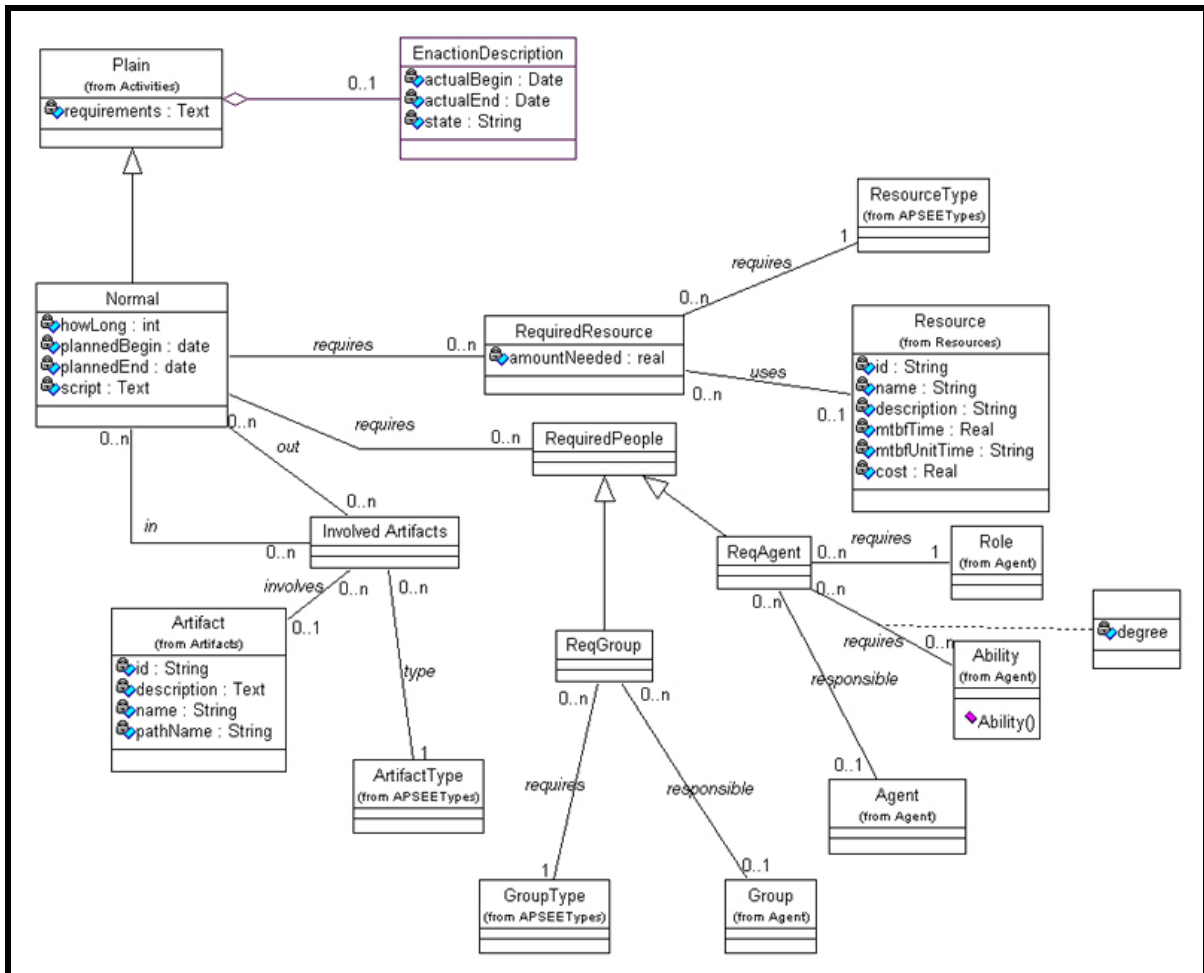 Plain
(from Activities)
requirements : Text
0..1
EnactionDescription
actualBegin : Date
actualEnd : Date
state : String
ResourceType
(from APSEETypes)
1
requires
0..n
Normal
howLong : int
plannedBegin : date
plannedEnd : date
script : Text
requires
0..n
RequiredResource
amountNeeded : real
uses
0..n
0..1
Resource
(from Resources)
id : String
name : String
description : String
mtbfTime : Real
mtbfUnitTime : String
cost : Real
0..n
0..n
out
requires
0..n
RequiredPeople
0..n
in
0..n
Involved Artifacts
involves
0..n
0..n
0..1
Artifact
(from Artifacts)
id : String
description : Text
name : String
pathName : String
type
1
ArtifactType
(from APSEETypes)
ReqAgent
0..n
requires
1
Role
(from Agent)
0..n
0..n
requires
0..n
degree
Ability
(from Agent)
Ability()
responsible
0..1
Agent
(from Agent)
ReqGroup
0..n
0..n
requires
responsible
1
0..1
GroupType
(from APSEETypes)
Group
(from Agent)